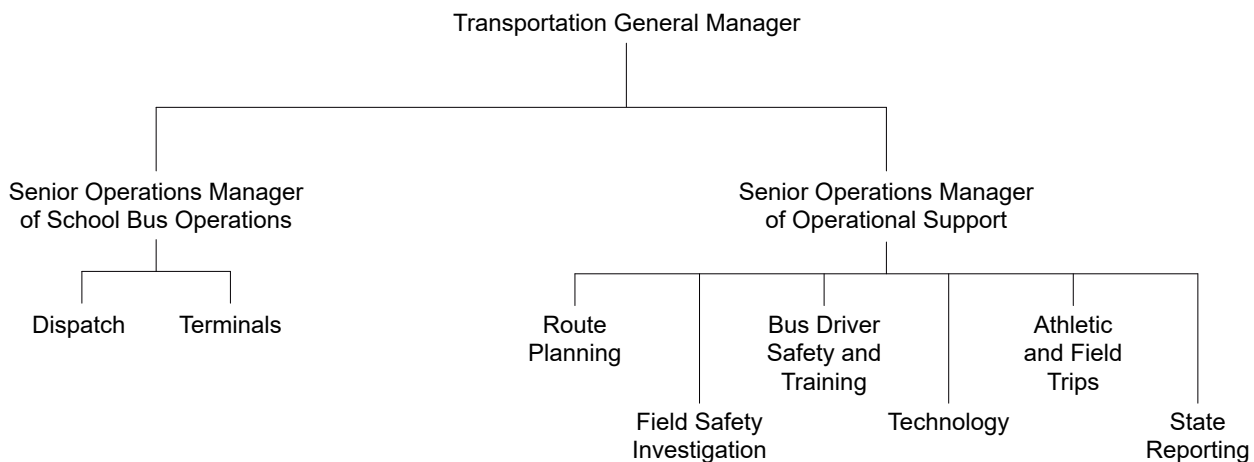 Transportation General Manager
Senior Operations Manager
of School Bus Operations
Senior Operations Manager
of Operational Support
Dispatch
Terminals
Route
Planning
Bus Driver
Safety and
Training
Athletic
and Field
Trips
Field Safety
Investigation
Technology
State
Reporting